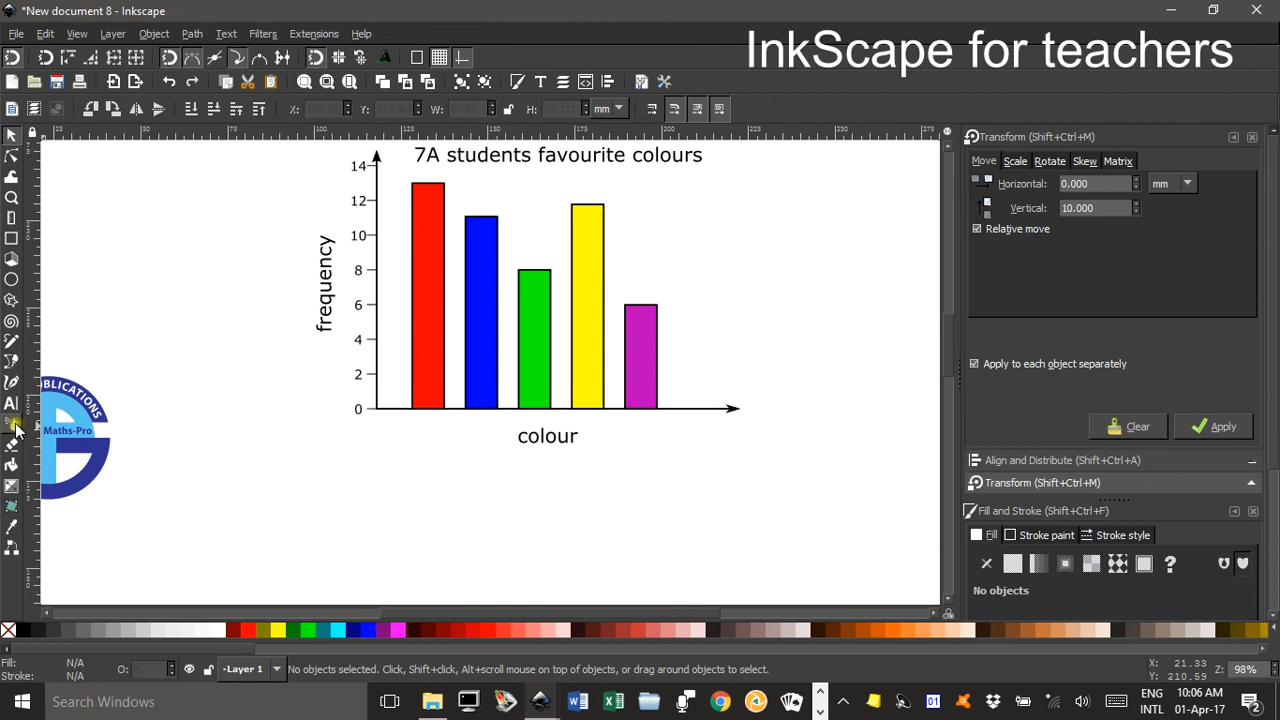 *New document 8 - Inkscape
File Edit View Layer Object Path Text Filters Extensions Help
InkScape for teachers
X: Y: W: H: mm
Transform (Shift+Ctrl+M)
Move Scale Rotate Skew Matrix
Horizontal: 0.000 mm
Vertical: 10.000
Relative move
Apply to each object separately
Clear Apply
Align and Distribute (Shift+Ctrl+A)
Transform (Shift+Ctrl+M)
Fill and Stroke (Shift+Ctrl+F)
Fill Stroke paint Stroke style
No objects
7A students favourite colours
14
12
10
8
6
4
2
0
frequency
colour
BLICATIONS
Maths-Pro
Fill: N/A
Stroke: N/A
O:
Layer 1
No objects selected. Click, Shift+click, Alt+scroll mouse on top of objects, or drag around objects to select.
X: 21.33
Y: 210.59
Z: 98%
Search Windows
ENG
INTL
10:06 AM
01-Apr-17